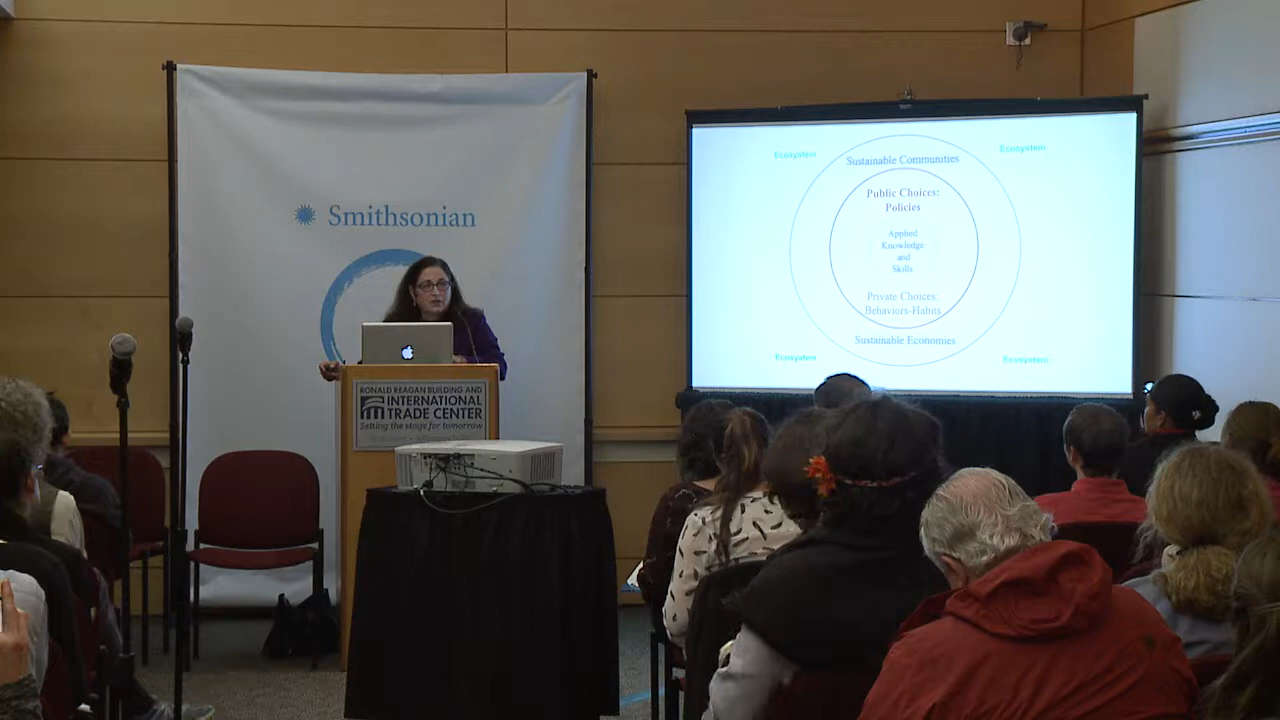 Smithsonian
RONALD REAGAN BUILDING AND
INTERNATIONAL
TRADE CENTER
Setting the stage for tomorrow
Ecosystem
Ecosystem
Sustainable Communities
Public Choices:
Policies
Applied
Knowledge
and
Skills
Private Choices:
Behaviors-Habits
Sustainable Economies
Ecosystem
Ecosystem